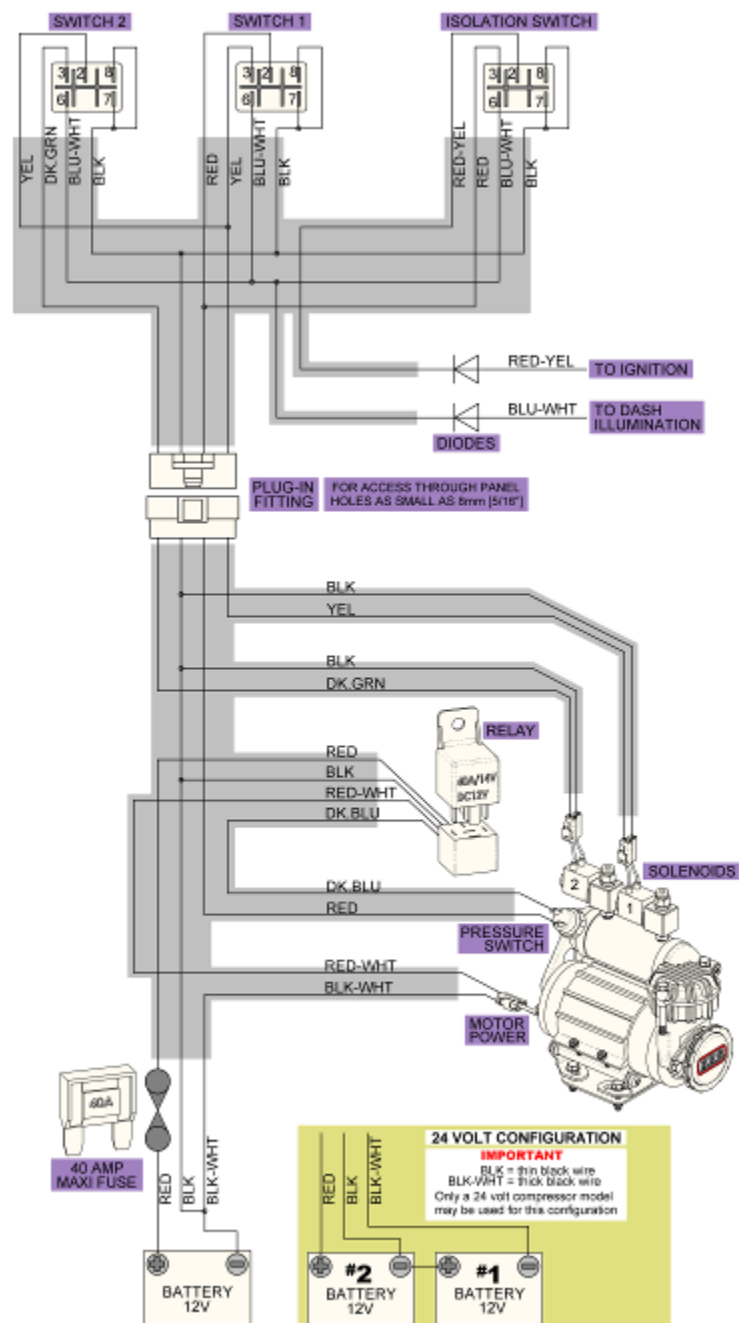 SWITCH 2
SWITCH 1
ISOLATION SWITCH
3 2 8
6 7
3 2 8
6 7
3 2 8
6 7
YEL
DK.GRN
BLU-WHT
BLK
RED
YEL
BLU-WHT
BLK
RED-YEL
RED
BLU-WHT
BLK
RED-YEL
TO IGNITION
BLU-WHT
TO DASH
ILLUMINATION
DIODES
PLUG-IN
FITTING
FOR ACCESS THROUGH PANEL
HOLES AS SMALL AS 8mm [5/16"]
BLK
YEL
BLK
DK.GRN
RELAY
RED
BLK
RED-WHT
DK.BLU
40A/14V
DC12V
SOLENOIDS
2
1
DK.BLU
RED
PRESSURE
SWITCH
RED-WHT
BLK-WHT
MOTOR
POWER
ARB
40A
40 AMP
MAXI FUSE
RED
BLK
BLK-WHT
BATTERY
12V
RED
BLK
BLK-WHT
24 VOLT CONFIGURATION
IMPORTANT
BLK = thin black wire
BLK-WHT = thick black wire
Only a 24 volt compressor model
may be used for this configuration
#2
BATTERY
12V
#1
BATTERY
12V